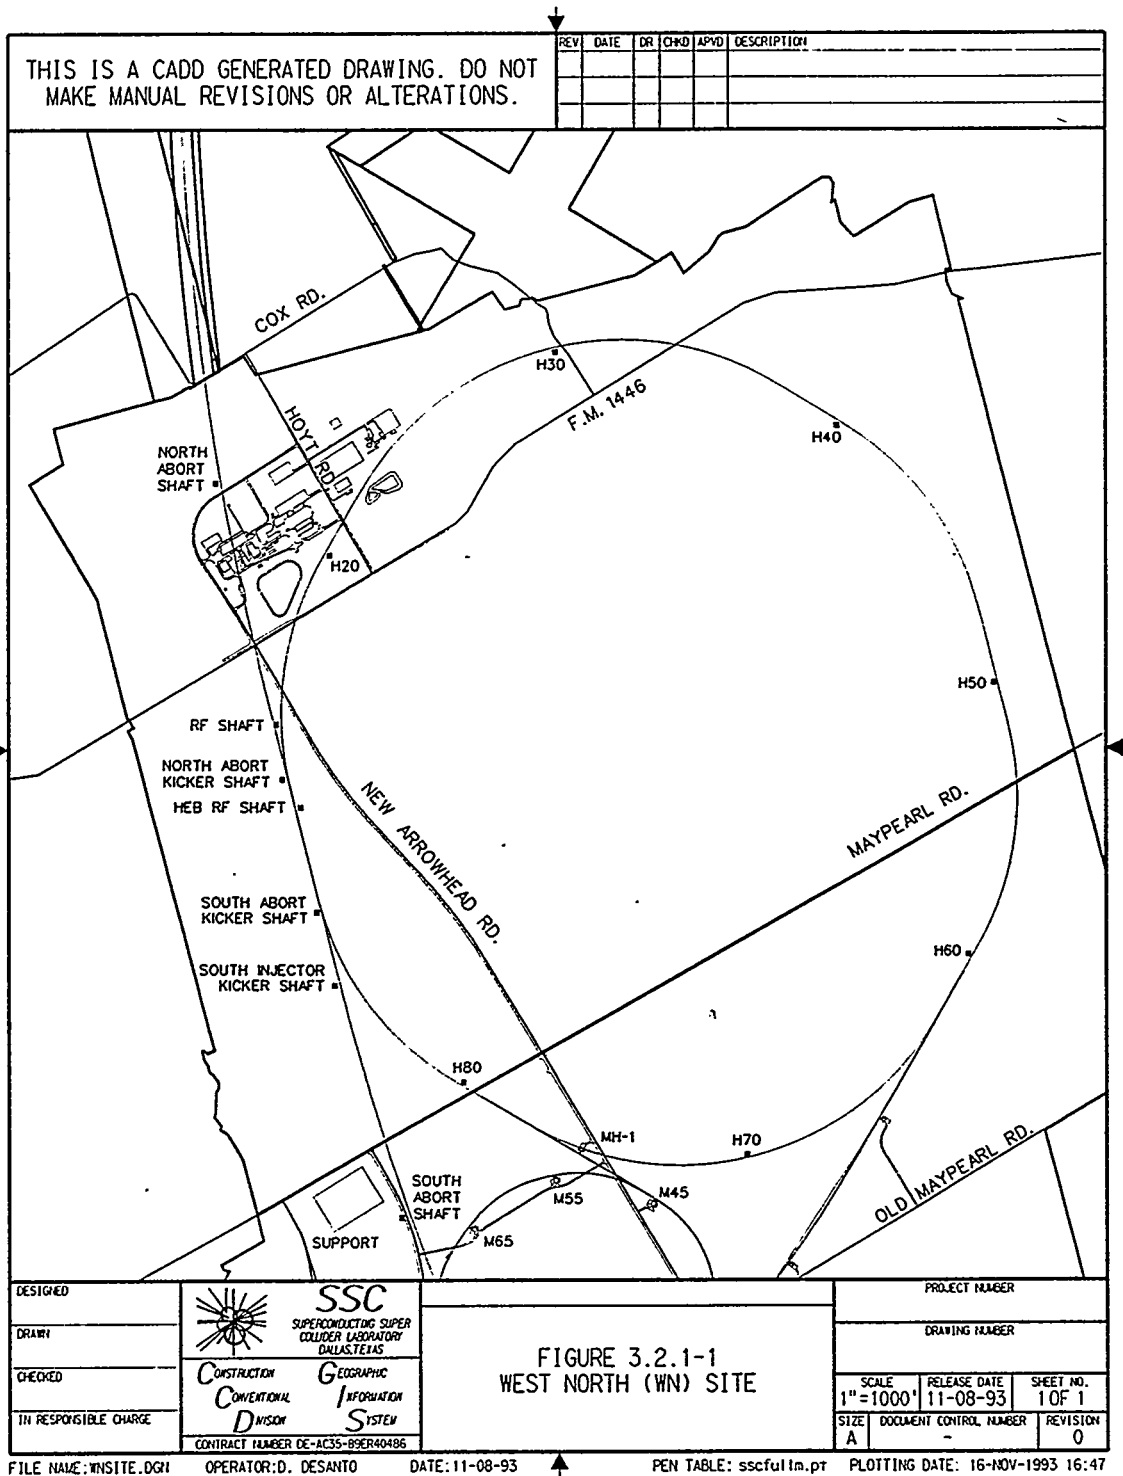 THIS IS A CADD GENERATED DRAWING. DO NOT
MAKE MANUAL REVISIONS OR ALTERATIONS.
REV DATE DR CHKD APVD DESCRIPTION
COX RD.
H30
F.M. 1446
HOYT RD.
H40
NORTH
ABORT
SHAFT
H20
H50
RF SHAFT
NORTH ABORT
KICKER SHAFT
HEB RF SHAFT
NEW ARROWHEAD RD.
MAYPEARL RD.
SOUTH ABORT
KICKER SHAFT
H60
SOUTH INJECTOR
KICKER SHAFT
H80
MH-1
H70
SOUTH
ABORT
SHAFT
M55
M45
OLD MAYPEARL RD.
M65
SUPPORT
DESIGNED
DRAWN
CHECKED
IN RESPONSIBLE CHARGE
SSC
SUPERCONDUCTING SUPER
COLLIDER LABORATORY
DALLAS, TEXAS
CONSTRUCTION GEOGRAPHIC
CONVENTIONAL INFORMATION
DIVISION SYSTEM
CONTRACT NUMBER DE-AC35-89ER40486
FIGURE 3.2.1-1
WEST NORTH (WN) SITE
PROJECT NUMBER
DRAWING NUMBER
SCALE RELEASE DATE SHEET NO.
1"=1000' 11-08-93 1 OF 1
SIZE DOCUMENT CONTROL NUMBER REVISION
A - 0
FILE NAME: WNSITE.DGN OPERATOR: D. DESANTO DATE: 11-08-93 PEN TABLE: sscfullm.pt PLOTTING DATE: 16-NOV-1993 16:47